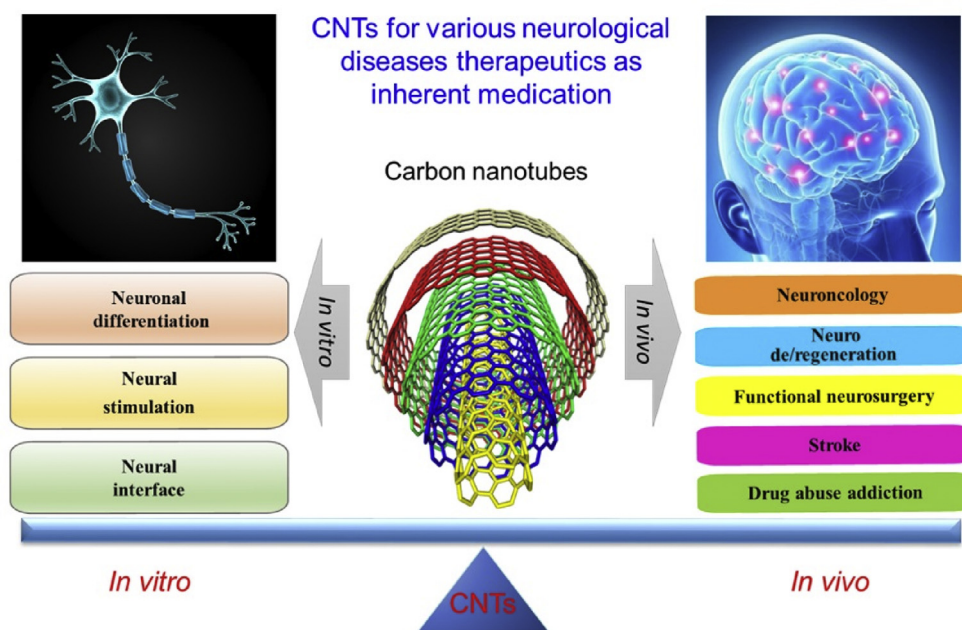 CNTs for various neurological
diseases therapeutics as
inherent medication
Carbon nanotubes
In vitro
In vivo
Neuronal
differentiation
Neural
stimulation
Neural
interface
Neuroncology
Neuro
de/regeneration
Functional neurosurgery
Stroke
Drug abuse addiction
In vitro
CNTs
In vivo